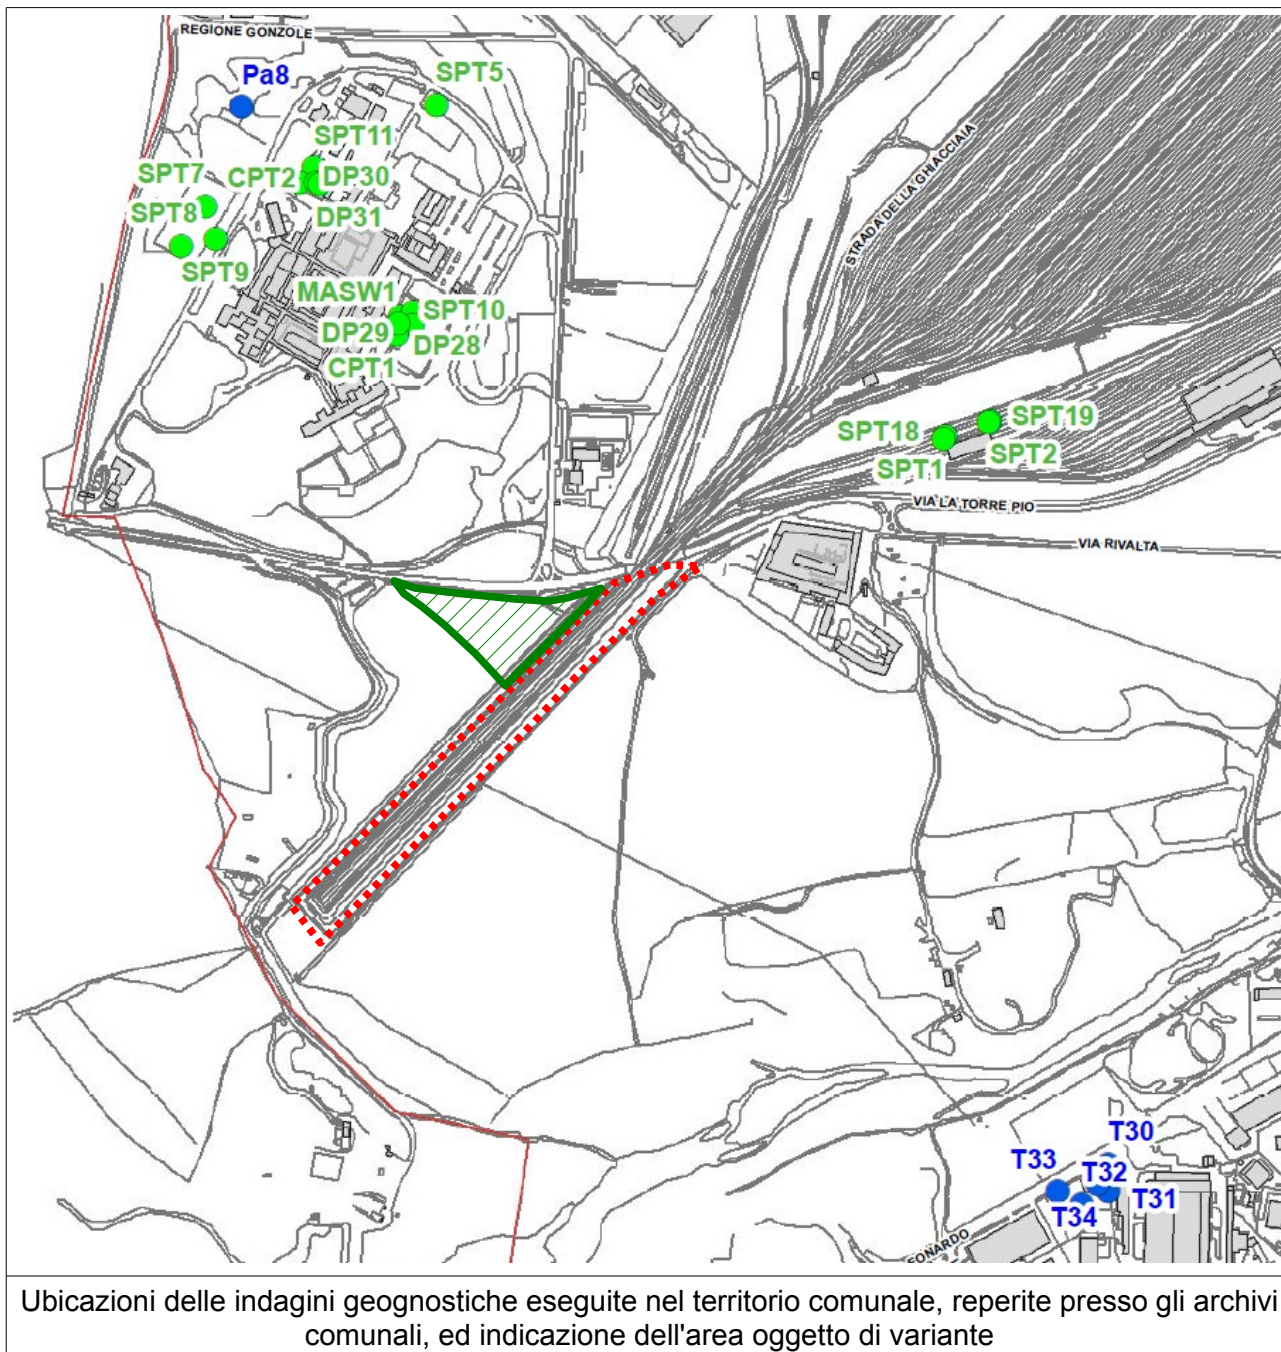 REGIONE GONZOLE
Pa8
SPT5
SPT11
SPT7
CPT2
DP30
SPT8
DP31
SPT9
MASW1
SPT10
DP29
DP28
CPT1
STRADA DELLA GHIACCIAIA
SPT18
SPT19
SPT1
SPT2
VIA LA TORRE PIO
VIA RIVALTA
T30
T33
T32
T31
T34
EONARDO
Ubicazioni delle indagini geognostiche eseguite nel territorio comunale, reperite presso gli archivi
comunali, ed indicazione dell'area oggetto di variante